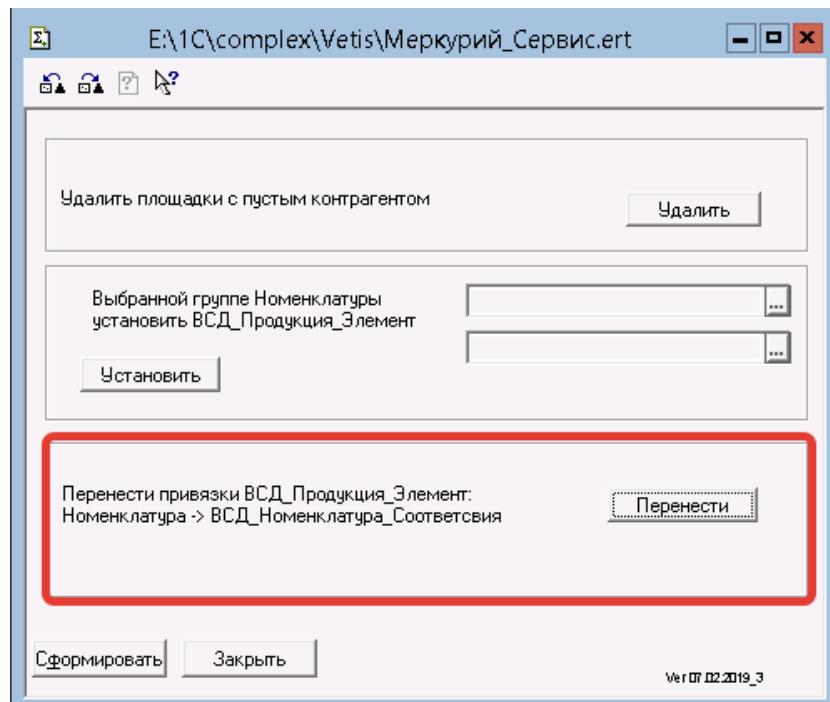 E:\1C\complex\Vetis\Меркурий_Сервис.ert
Удалить площадки с пустым контрагентом
Удалить
Выбранной группе Номенклатуры
установить ВСД_Продукция_Элемент
...
...
Установить
Перенести привязки ВСД_Продукция_Элемент:
Номенклатура -> ВСД_Номенклатура_Соответсвия
Перенести
Сформировать
Закрыть
Ver 07.02.2019_3